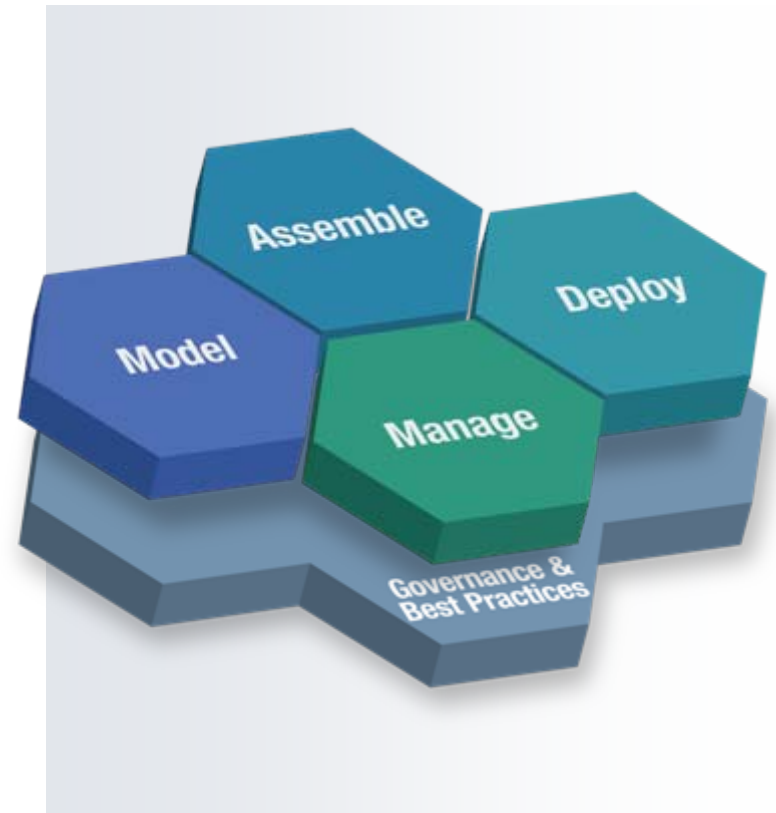 Assemble
Deploy
Model
Manage
Governance &
Best Practices